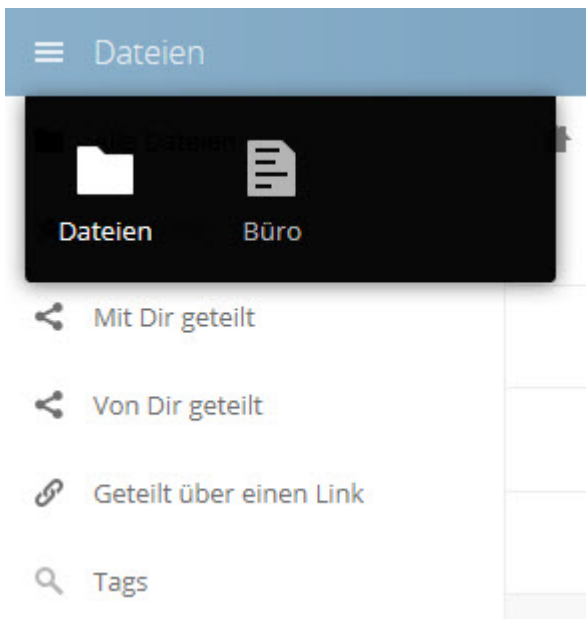 Dateien
Dateien
Büro
Mit Dir geteilt
Von Dir geteilt
Geteilt über einen Link
Tags